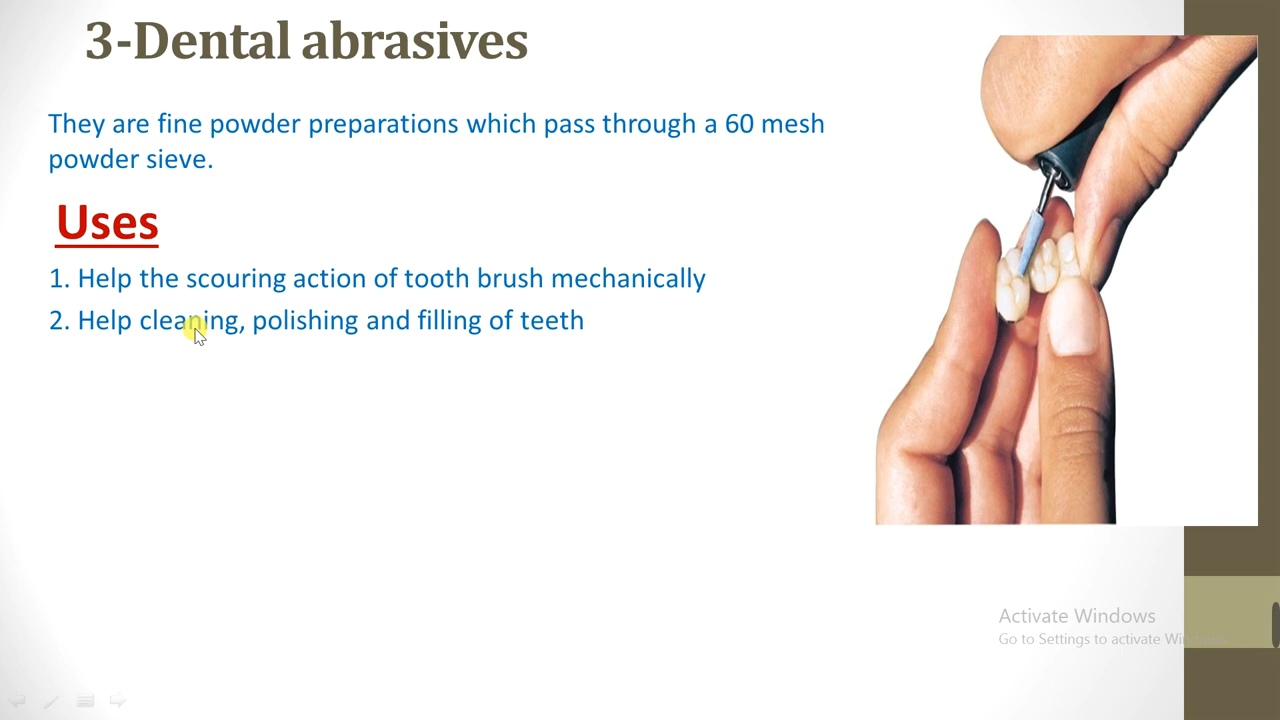 3-Dental abrasives
They are fine powder preparations which pass through a 60 mesh
powder sieve.
Uses
1. Help the scouring action of tooth brush mechanically
2. Help cleaning, polishing and filling of teeth
Activate Windows
Go to Settings to activate Windows.